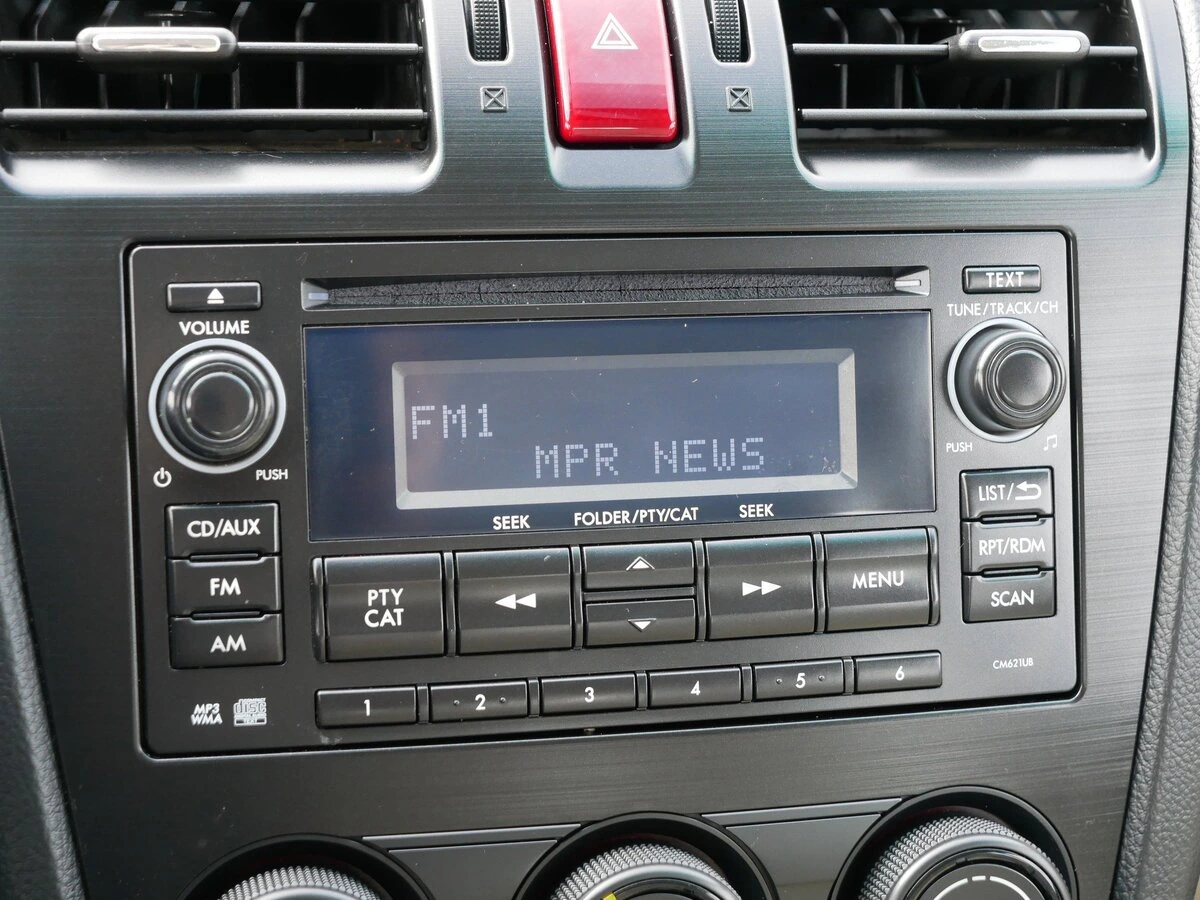 TEXT
VOLUME
TUNE/TRACK/CH
FM1
MPR NEWS
PUSH
PUSH
SEEK
FOLDER/PTY/CAT
SEEK
CD/AUX
FM
AM
PTY
CAT
MENU
LIST/
RPT/RDM
SCAN
CM621UB
1
2
3
4
5
6
MP3
WMA
disc